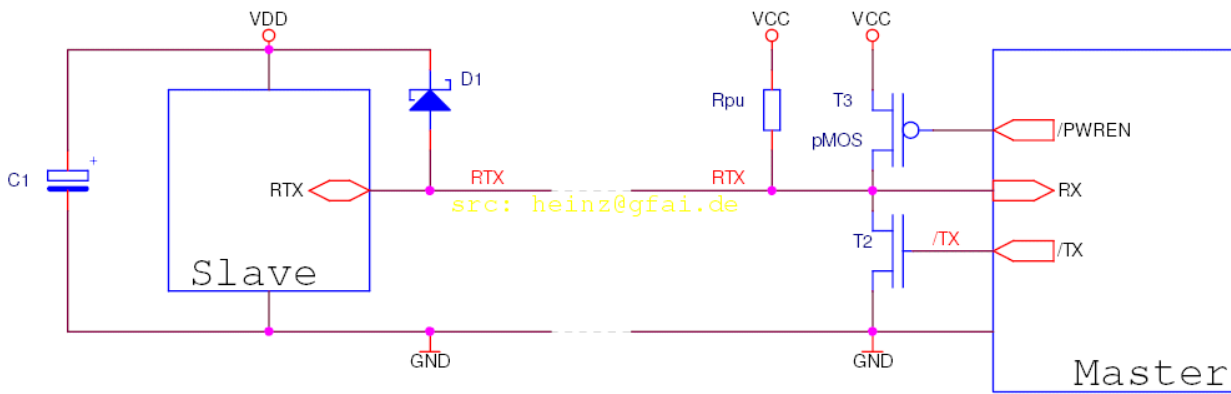 VDD
VCC
VCC
D1
Rpu
T3
/PWREN
pMOS
+
C1
RTX
RTX
RTX
RX
src: heinz@gfai.de
T2
/TX
/TX
Slave
GND
GND
Master